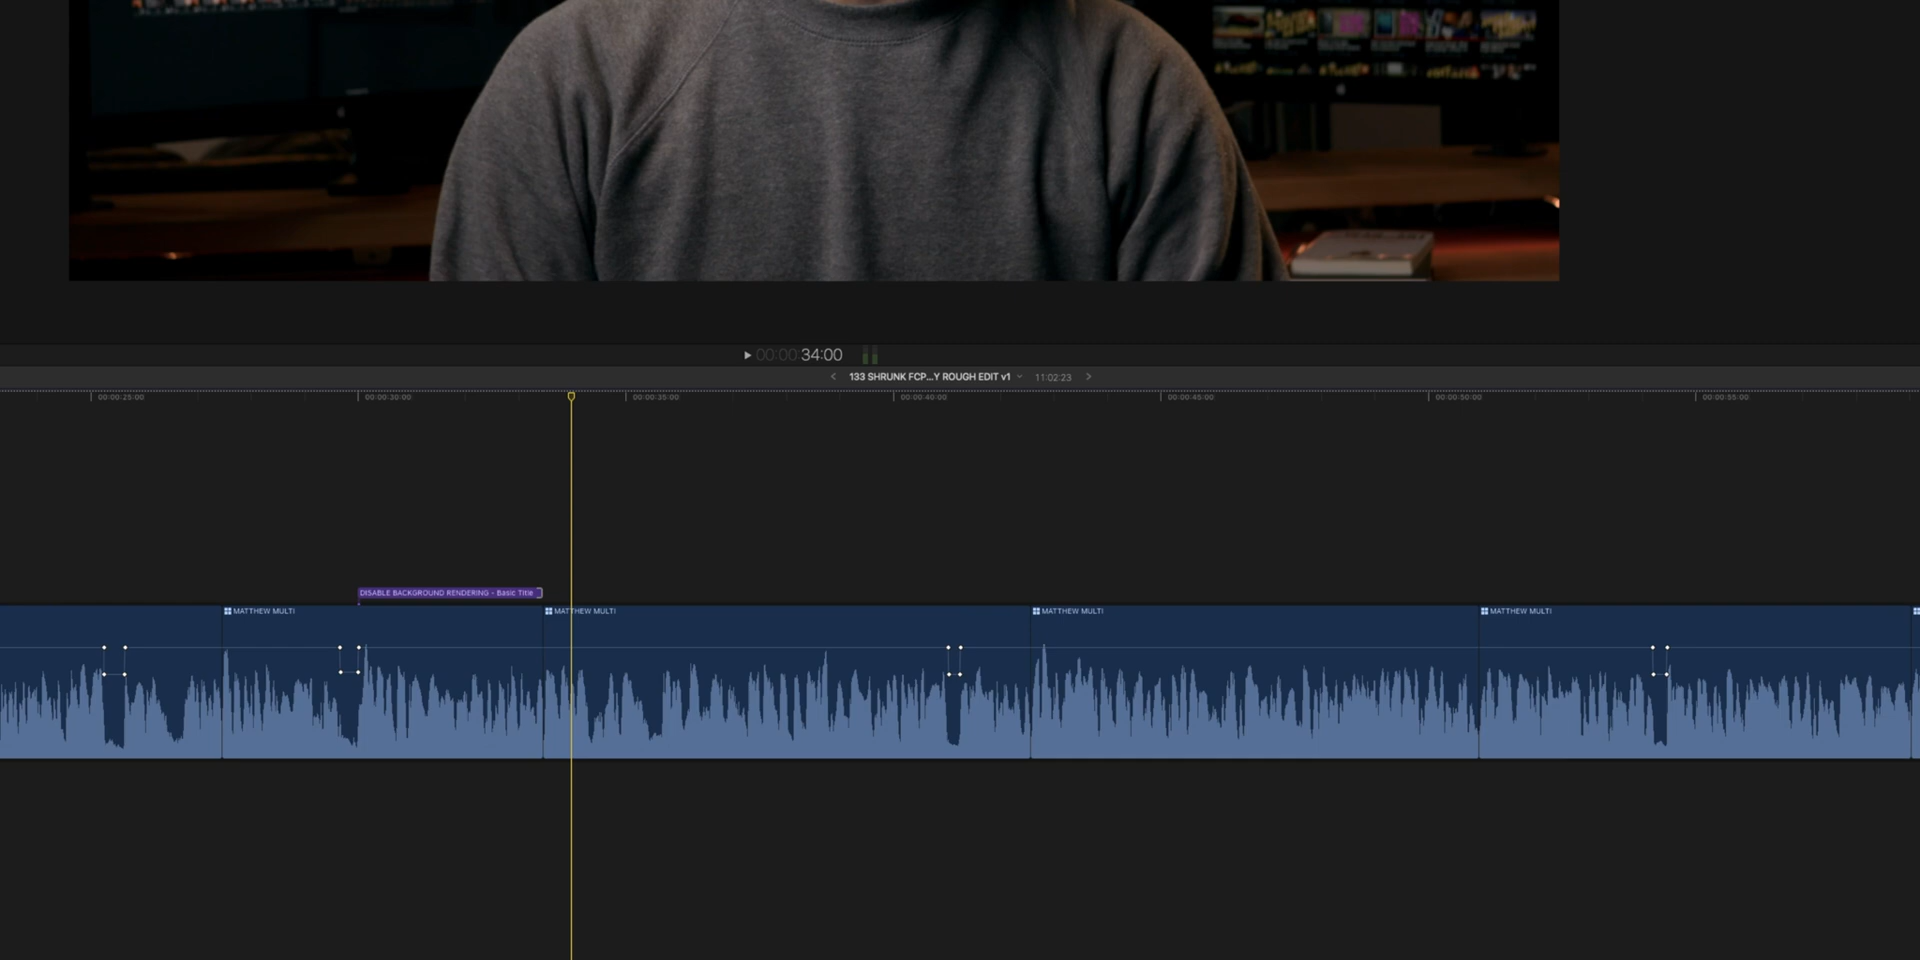 00:00:34:00
133 SHRUNK FCP...Y ROUGH EDIT v1 11:02:23
00:00:25:00 00:00:30:00 00:00:35:00 00:00:40:00 00:00:45:00 00:00:50:00 00:00:55:00
DISABLE BACKGROUND RENDERING - Basic Title
MATTHEW MULTI MATTHEW MULTI MATTHEW MULTI MATTHEW MULTI